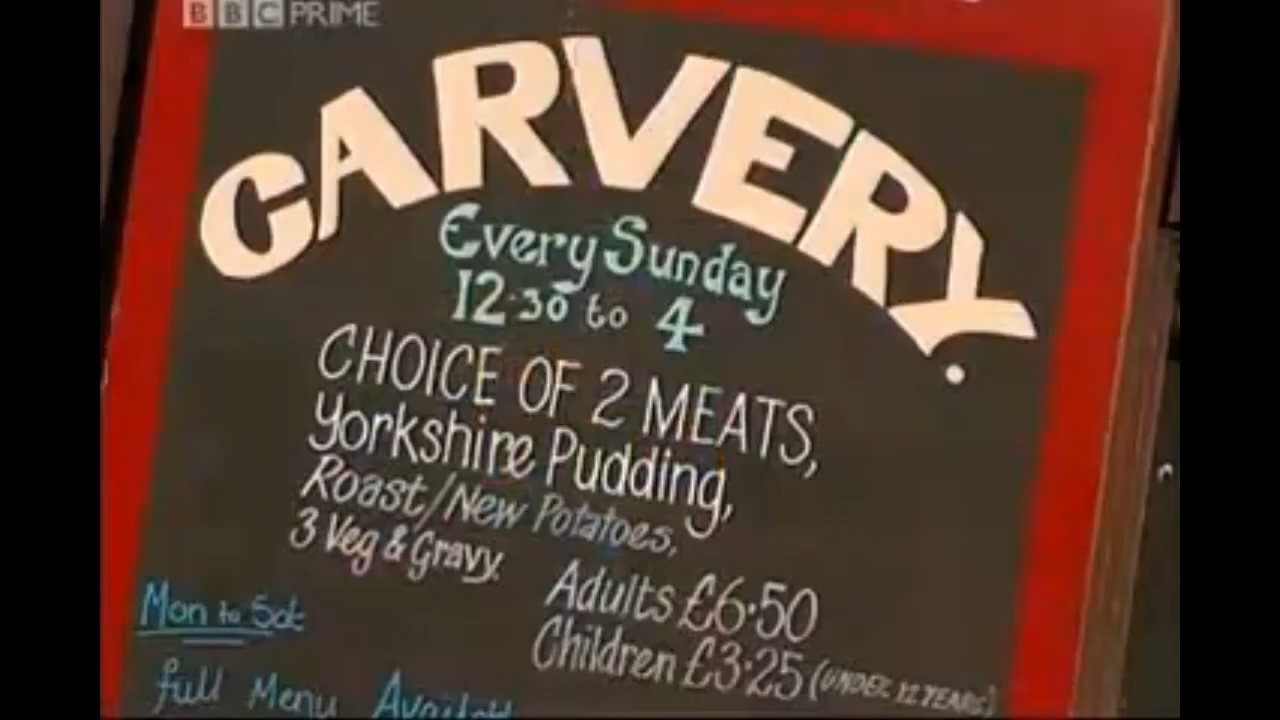 BBC PRIME
CARVERY.
Every Sunday
12·30 to 4
CHOICE OF 2 MEATS,
Yorkshire Pudding,
Roast/New Potatoes,
3 Veg & Gravy.
Adults £6·50
Children £3·25 (UNDER 12 YEARS)
Mon to Sat
full Menu